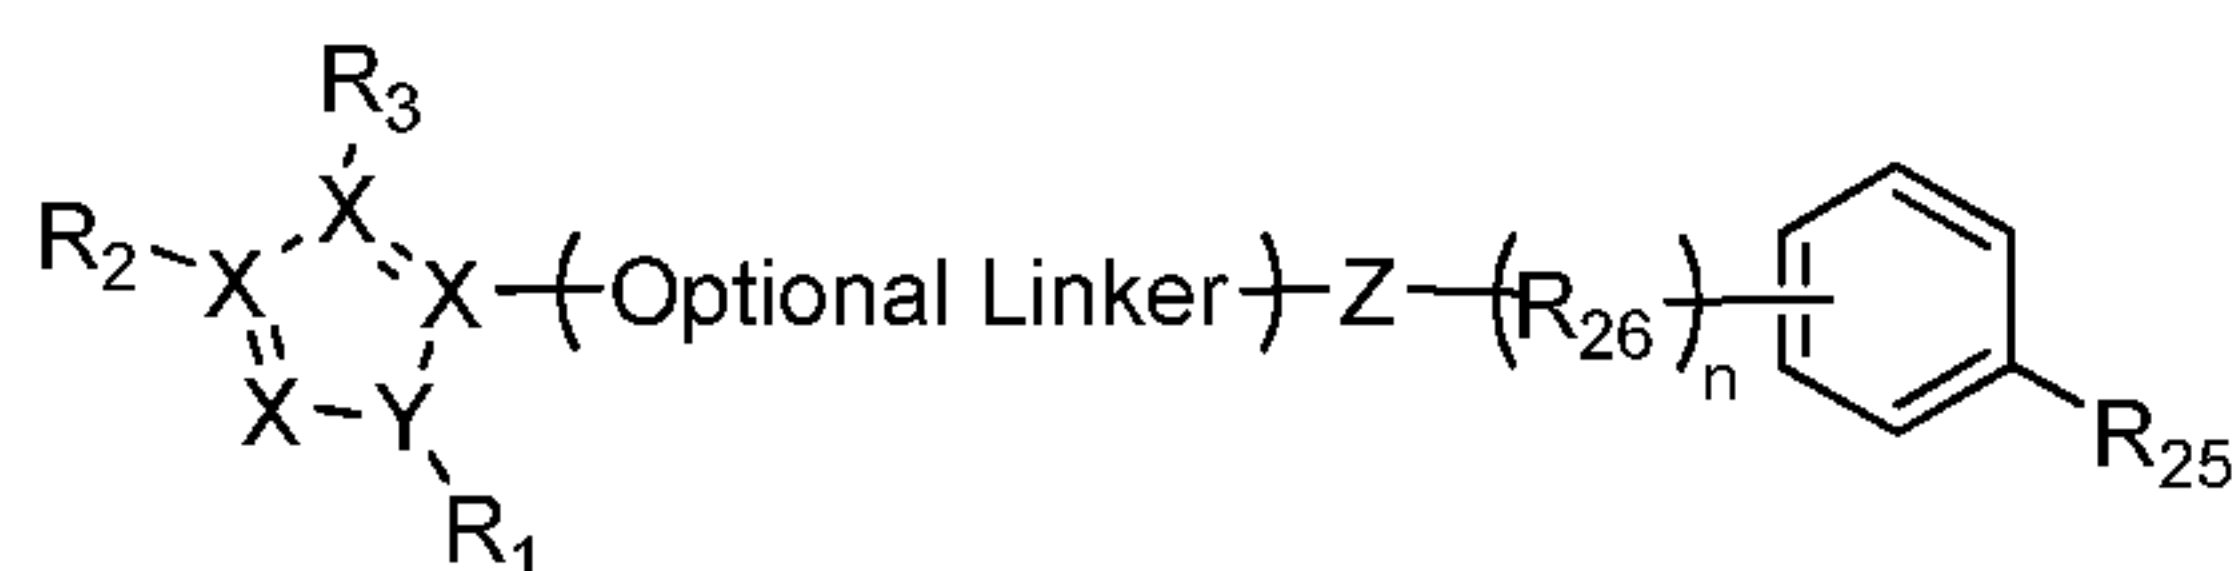 R3
R2 X X X (Optional Linker) Z (R26)n
X Y R25
R1